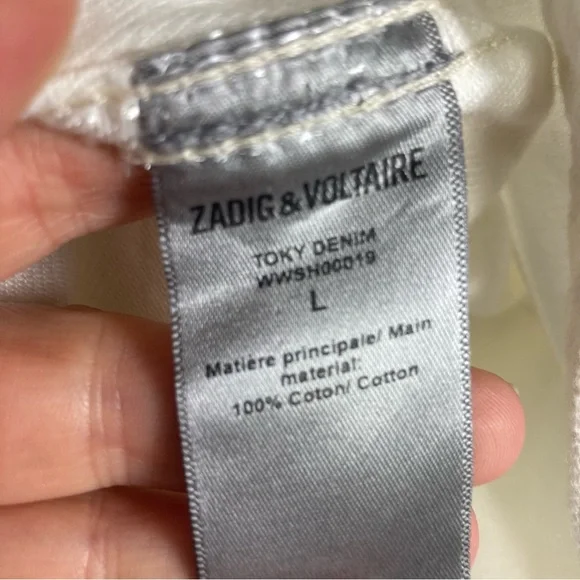 ZADIG & VOLTAIRE
TOKY DENIM
WWSH00019
L
Matière principale/ Main
material:
100% Coton/ Cotton